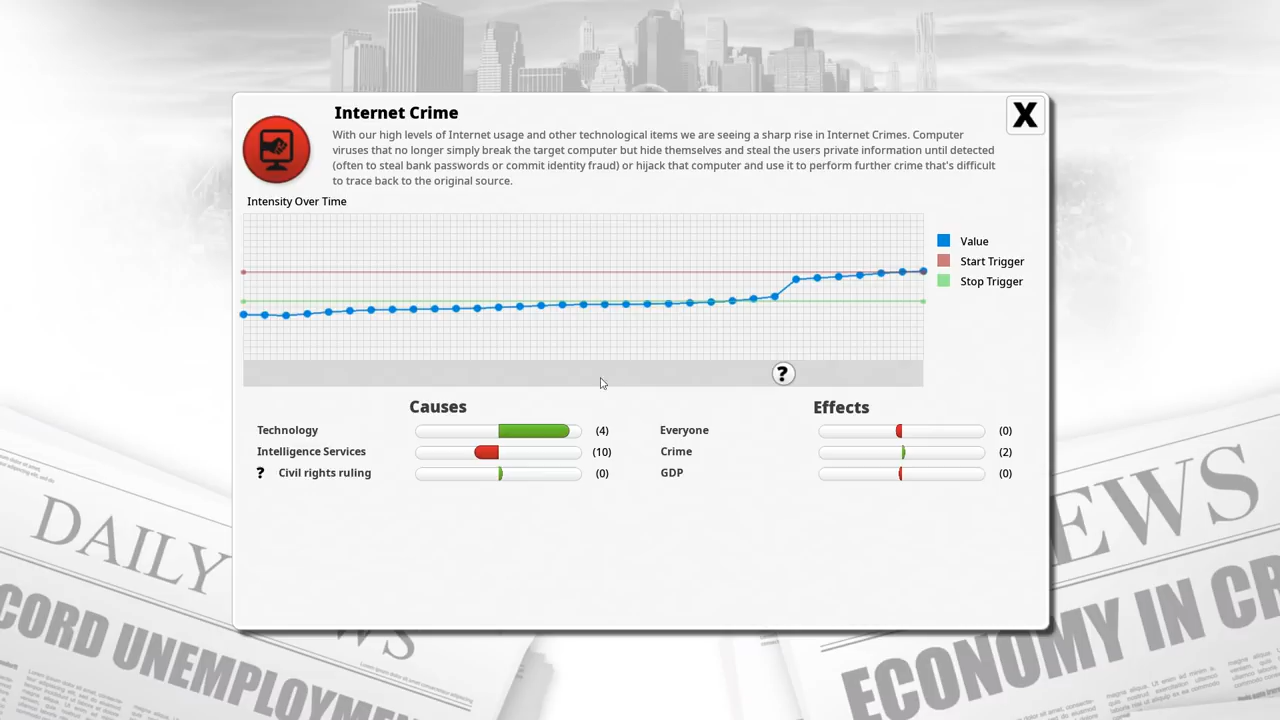 Internet Crime
X
With our high levels of Internet usage and other technological items we are seeing a sharp rise in Internet Crimes. Computer
viruses that no longer simply break the target computer but hide themselves and steal the users private information until detected
(often to steal bank passwords or commit identity fraud) or hijack that computer and use it to perform further crime that's difficult
to trace back to the original source.
Intensity Over Time
Value
Start Trigger
Stop Trigger
?
Causes
Effects
Technology (4)
Everyone (0)
Intelligence Services (10)
Crime (2)
? Civil rights ruling (0)
GDP (0)
DAILY
WS
CORD UNEMPLOYM
EWS
ECONOMY IN CR